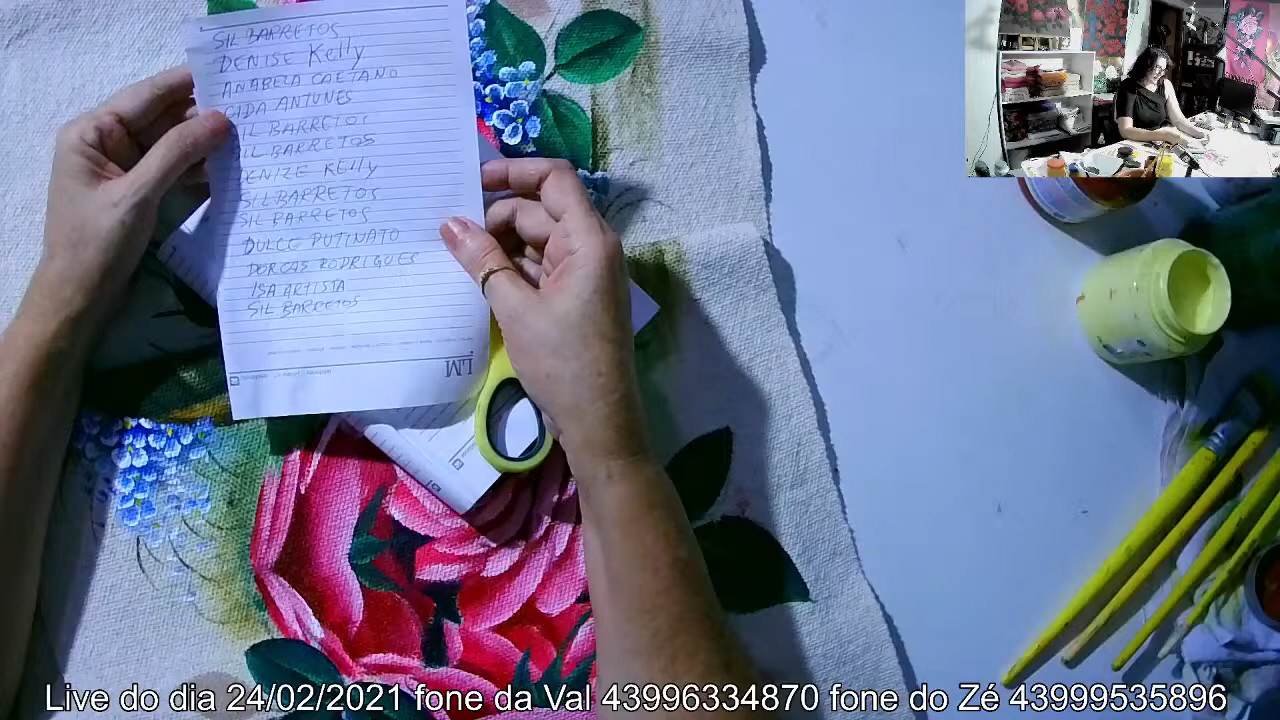 SIL BARRETOS
DENISE Kelly
ANABELA CAETANO
CIDA ANTUNES
SIL BARRETOS
SIL BARRETOS
DENIZE Kelly
SIL BARRETOS
SIL BARRETOS
DULCE PUTINATO
DORCAS RODRIGUES
ISA ARTISTA
SIL BARRETOS
LM
Live do dia 24/02/2021 fone da Val 43996334870 fone do Zé 43999535896